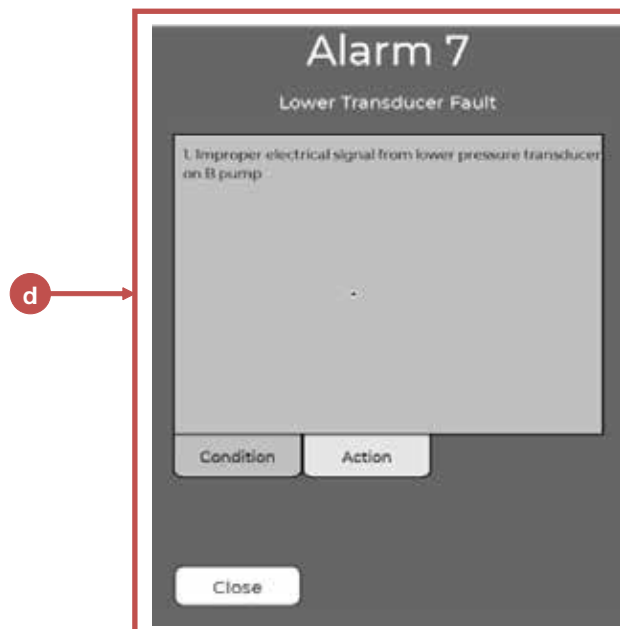 Alarm 7
Lower Transducer Fault
1. Improper electrical signal from lower pressure transducer
on B pump
d
Condition Action
Close